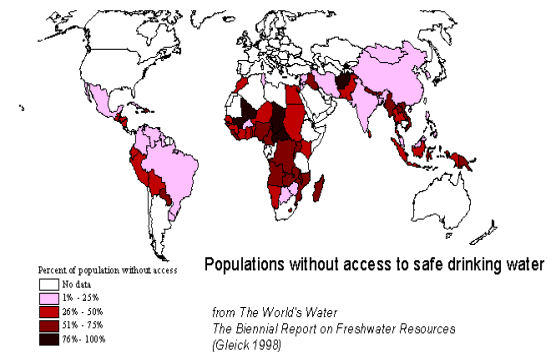 Populations without access to safe drinking water
Percent of population without access
No data
1% - 25%
26% - 50%
51% - 75%
76% - 100%
from The World's Water
The Biennial Report on Freshwater Resources
(Gleick 1998)